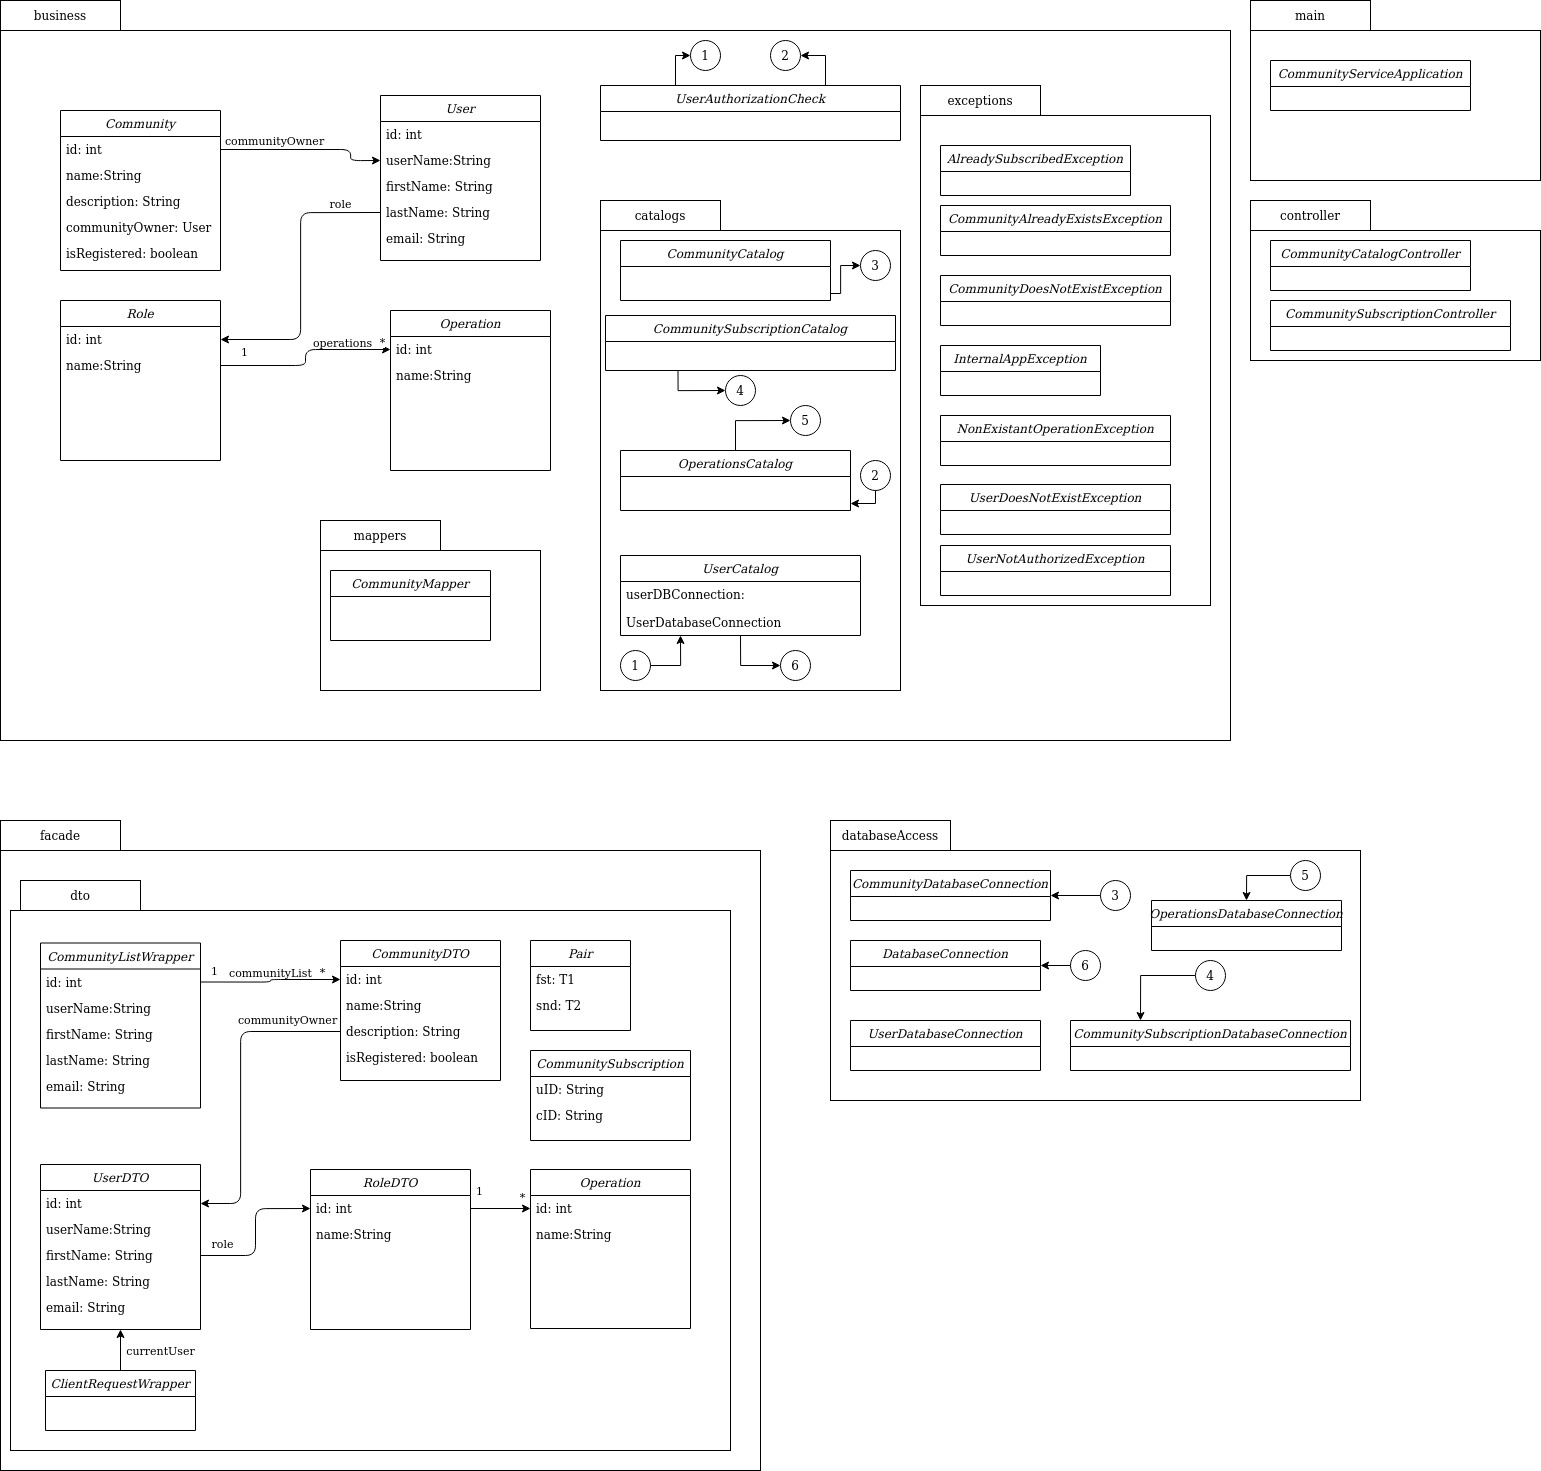 business
Community
id: int
name:String
description: String
communityOwner: User
isRegistered: boolean
communityOwner
User
id: int
userName:String
firstName: String
lastName: String
email: String
role
Role
id: int
name:String
1
operations *
Operation
id: int
name:String
mappers
CommunityMapper
1
2
UserAuthorizationCheck
catalogs
CommunityCatalog
3
CommunitySubscriptionCatalog
4
5
OperationsCatalog
2
UserCatalog
userDBConnection:
UserDatabaseConnection
1
6
exceptions
AlreadySubscribedException
CommunityAlreadyExistsException
CommunityDoesNotExistException
InternalAppException
NonExistantOperationException
UserDoesNotExistException
UserNotAuthorizedException
main
CommunityServiceApplication
controller
CommunityCatalogController
CommunitySubscriptionController
facade
dto
CommunityListWrapper
id: int
userName:String
firstName: String
lastName: String
email: String
1 communityList *
CommunityDTO
id: int
name:String
description: String
isRegistered: boolean
communityOwner
Pair
fst: T1
snd: T2
CommunitySubscription
uID: String
cID: String
UserDTO
id: int
userName:String
firstName: String
lastName: String
email: String
role
RoleDTO
id: int
name:String
1 *
Operation
id: int
name:String
currentUser
ClientRequestWrapper
databaseAccess
CommunityDatabaseConnection
3
5
OperationsDatabaseConnection
DatabaseConnection
6
4
UserDatabaseConnection
CommunitySubscriptionDatabaseConnection